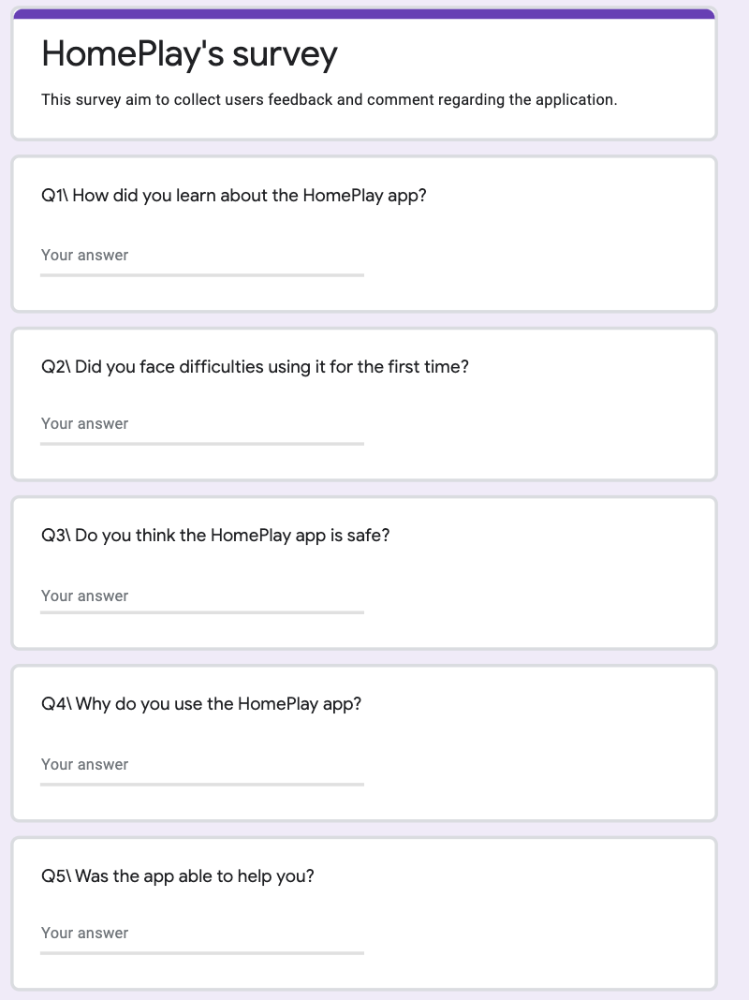 HomePlay's survey
This survey aim to collect users feedback and comment regarding the application.
Q1\ How did you learn about the HomePlay app?
Your answer
Q2\ Did you face difficulties using it for the first time?
Your answer
Q3\ Do you think the HomePlay app is safe?
Your answer
Q4\ Why do you use the HomePlay app?
Your answer
Q5\ Was the app able to help you?
Your answer